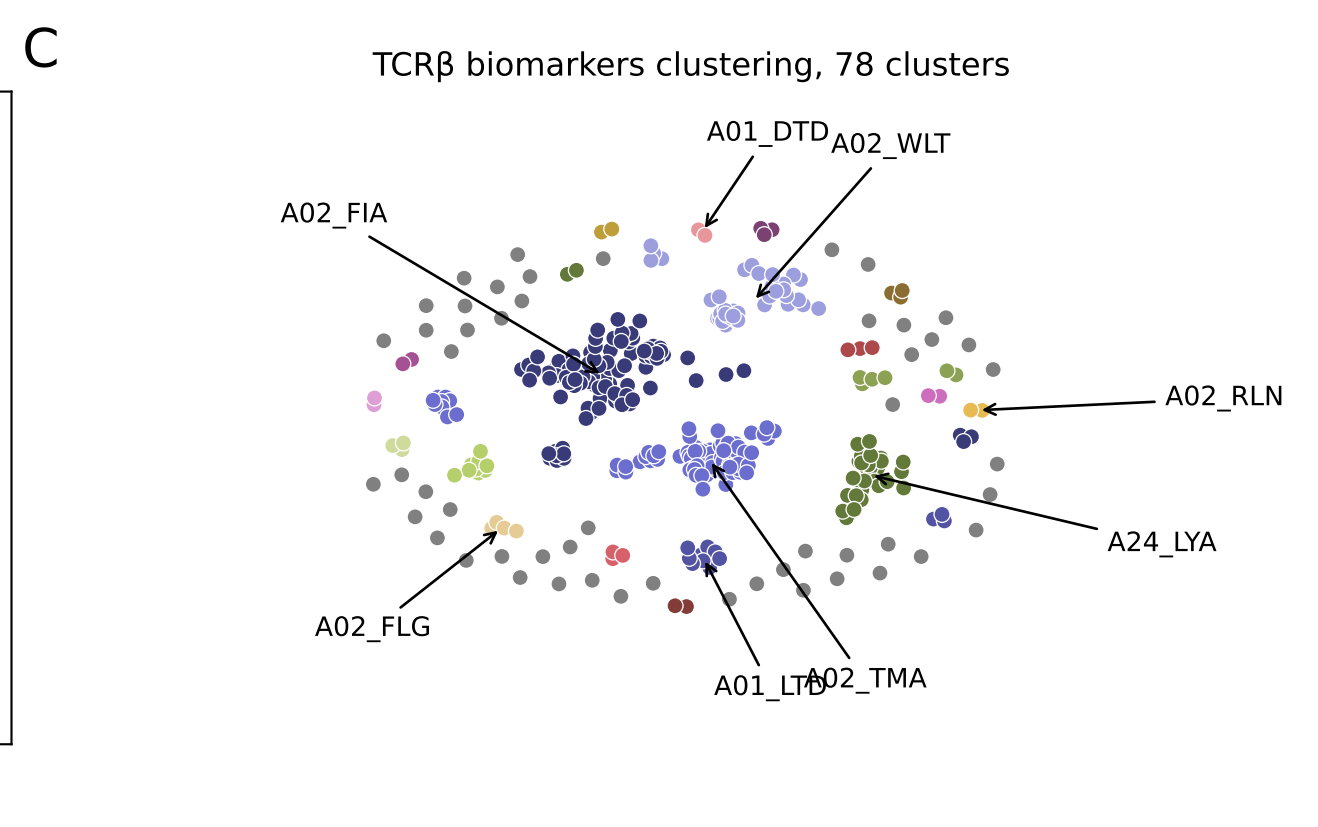 C
TCRβ biomarkers clustering, 78 clusters
A01_DTD
A02_WLT
A02_FIA
A02_RLN
A24_LYA
A02_FLG
A01_LTD
A02_TMA